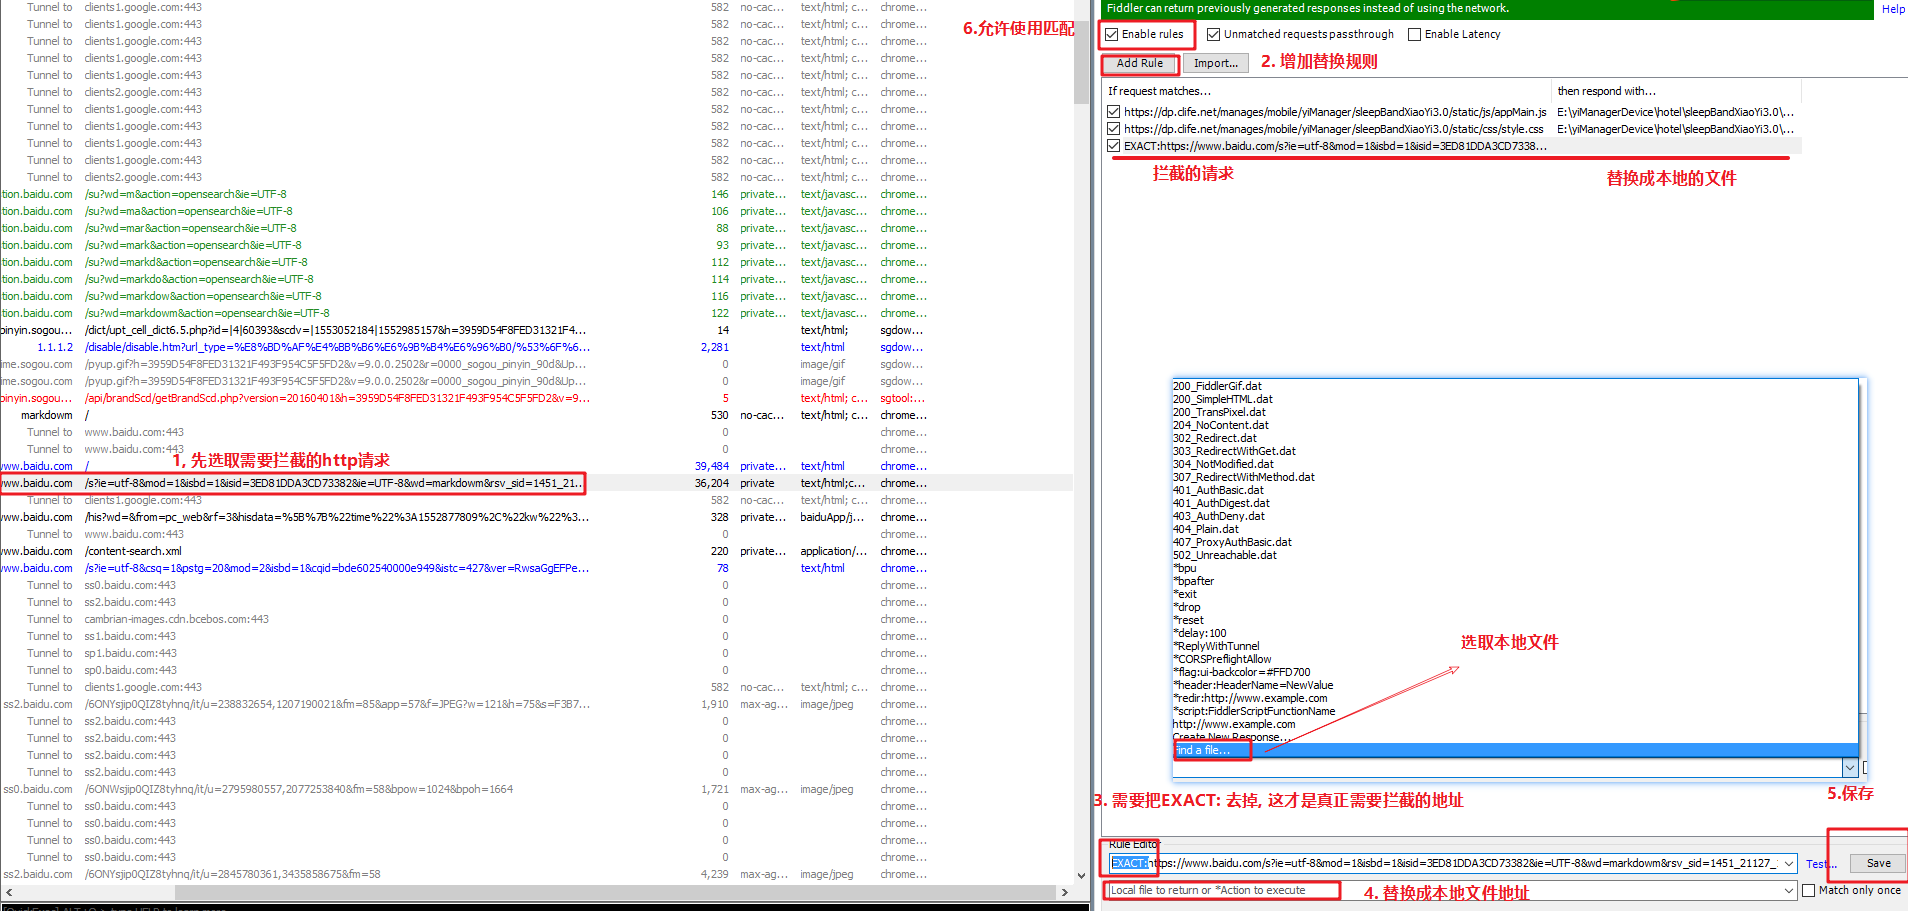 Tunnel to clients1.google.com:443 582 no-cac... text/html; c... chrome...
Tunnel to clients2.google.com:443 582 no-cac... text/html; c... chrome...
Tunnel to clients1.google.com:443 582 no-cac... text/html; c... chrome...
Tunnel to clients1.google.com:443 582 no-cac... text/html; c... chrome...
Tunnel to clients1.google.com:443 582 no-cac... text/html; c... chrome...
Tunnel to clients2.google.com:443 582 no-cac... text/html; c... chrome...
Tunnel to clients1.google.com:443 582 no-cac... text/html; c... chrome...
Tunnel to clients1.google.com:443 582 no-cac... text/html; c... chrome...
Tunnel to clients1.google.com:443 582 no-cac... text/html; c... chrome...
Tunnel to clients1.google.com:443 582 no-cac... text/html; c... chrome...
Tunnel to clients2.google.com:443 582 no-cac... text/html; c... chrome...
tion.baidu.com /su?wd=m&action=opensearch&ie=UTF-8 146 private... text/javasc... chrome...
tion.baidu.com /su?wd=ma&action=opensearch&ie=UTF-8 106 private... text/javasc... chrome...
tion.baidu.com /su?wd=mar&action=opensearch&ie=UTF-8 88 private... text/javasc... chrome...
tion.baidu.com /su?wd=mark&action=opensearch&ie=UTF-8 93 private... text/javasc... chrome...
tion.baidu.com /su?wd=markd&action=opensearch&ie=UTF-8 112 private... text/javasc... chrome...
tion.baidu.com /su?wd=markdo&action=opensearch&ie=UTF-8 114 private... text/javasc... chrome...
tion.baidu.com /su?wd=markdow&action=opensearch&ie=UTF-8 116 private... text/javasc... chrome...
tion.baidu.com /su?wd=markdowm&action=opensearch&ie=UTF-8 122 private... text/javasc... chrome...
pinyin.sogou... /dict/upt_cell_dict6.5.php?id=|4|60393&scdv=|1553052184|1552985157&h=3959D54F8FED31321F4... 14 text/html; sgdow...
1.1.1.2 /disable/disable.htm?url_type=%E8%BD%AF%E4%BB%B6%E6%9B%B4%E6%96%B0/%53%6F%6... 2,281 text/html sgdow...
ime.sogou.com /pyup.gif?h=3959D54F8FED31321F493F954C5F5FD2&v=9.0.0.2502&r=0000_sogou_pinyin_90d&Up... 0 image/gif sgdow...
ime.sogou.com /pyup.gif?h=3959D54F8FED31321F493F954C5F5FD2&v=9.0.0.2502&r=0000_sogou_pinyin_90d&Up... 0 image/gif sgdow...
pinyin.sogou... /api/brandScd/getBrandScd.php?version=20160401&h=3959D54F8FED31321F493F954C5F5FD2&v=9... 5 text/html; c... sgtool:...
markdowm / 530 no-cac... text/html; c... chrome...
Tunnel to www.baidu.com:443 0 chrome...
Tunnel to www.baidu.com:443 0 chrome...
1, 先选取需要拦截的http请求
www.baidu.com / 39,484 private... text/html chrome...
www.baidu.com /s?ie=utf-8&mod=1&isbd=1&isid=3ED81DDA3CD73382&ie=UTF-8&wd=markdowm&rsv_sid=1451_21... 36,204 private text/html;c... chrome...
Tunnel to clients1.google.com:443 582 no-cac... text/html; c... chrome...
www.baidu.com /his?wd=&from=pc_web&rf=3&hisdata=%5B%7B%22time%22%3A1552877809%2C%22kw%22%3... 328 private... baiduApp/j... chrome...
Tunnel to www.baidu.com:443 0 chrome...
www.baidu.com /content-search.xml 220 private... application/... chrome...
www.baidu.com /s?ie=utf-8&csq=1&pstg=20&mod=2&isbd=1&cqid=bde602540000e949&istc=427&ver=RwsaGgEFPe... 78 text/html chrome...
Tunnel to ss0.baidu.com:443 0 chrome...
Tunnel to ss2.baidu.com:443 0 chrome...
Tunnel to cambrian-images.cdn.bcebos.com:443 0 chrome...
Tunnel to ss1.baidu.com:443 0 chrome...
Tunnel to sp1.baidu.com:443 0 chrome...
Tunnel to sp0.baidu.com:443 0 chrome...
Tunnel to clients1.google.com:443 582 no-cac... text/html; c... chrome...
ss2.baidu.com /6ONYsjip0QIZ8tyhnq/it/u=238832654,1207190021&fm=85&app=57&f=JPEG?w=121&h=75&s=F3B7... 1,910 max-ag... image/jpeg chrome...
Tunnel to ss2.baidu.com:443 0 chrome...
Tunnel to ss2.baidu.com:443 0 chrome...
Tunnel to ss2.baidu.com:443 0 chrome...
Tunnel to ss2.baidu.com:443 0 chrome...
ss0.baidu.com /6ONWsjip0QIZ8tyhnq/it/u=2795980557,2077253840&fm=58&bpow=1024&bpoh=1664 1,721 max-ag... image/jpeg chrome...
Tunnel to ss0.baidu.com:443 0 chrome...
Tunnel to ss0.baidu.com:443 0 chrome...
Tunnel to ss0.baidu.com:443 0 chrome...
Tunnel to ss0.baidu.com:443 0 chrome...
ss2.baidu.com /6ONYsjip0QIZ8tyhnq/it/u=2845780361,3435858675&fm=58 4,239 max-ag... image/jpeg chrome...
6.允许使用匹配
Fiddler can return previously generated responses instead of using the network.
Help
Enable rules Unmatched requests passthrough Enable Latency
Add Rule Import... 2. 增加替换规则
If request matches... then respond with...
https://dp.clife.net/manages/mobile/yiManager/sleepBandXiaoYi3.0/static/js/appMain.js E:\yiManagerDevice\hotel\sleepBandXiaoYi3.0\...
https://dp.clife.net/manages/mobile/yiManager/sleepBandXiaoYi3.0/static/css/style.css E:\yiManagerDevice\hotel\sleepBandXiaoYi3.0\...
EXACT:https://www.baidu.com/s?ie=utf-8&mod=1&isbd=1&isid=3ED81DDA3CD7338...
拦截的请求 替换成本地的文件
200_FiddlerGif.dat
200_SimpleHTML.dat
200_TransPixel.dat
204_NoContent.dat
302_Redirect.dat
303_RedirectWithGet.dat
304_NotModified.dat
307_RedirectWithMethod.dat
401_AuthBasic.dat
401_AuthDigest.dat
403_AuthDeny.dat
404_Plain.dat
407_ProxyAuthBasic.dat
502_Unreachable.dat
*bpu
*bpafter
*exit
*drop
*reset
*delay:100
*ReplyWithTunnel
*CORSPreflightAllow
*flag:ui-backcolor=#FFD700
*header:HeaderName=NewValue
*redir:http://www.example.com
*script:FiddlerScriptFunctionName
http://www.example.com
Create New Response...
Find a file...
选取本地文件
3. 需要把EXACT: 去掉, 这才是真正需要拦截的地址
5.保存
Rule Editor
EXACT:https://www.baidu.com/s?ie=utf-8&mod=1&isbd=1&isid=3ED81DDA3CD73382&ie=UTF-8&wd=markdowm&rsv_sid=1451_21127_ Test... Save
Local file to return or *Action to execute 4. 替换成本地文件地址 Match only once